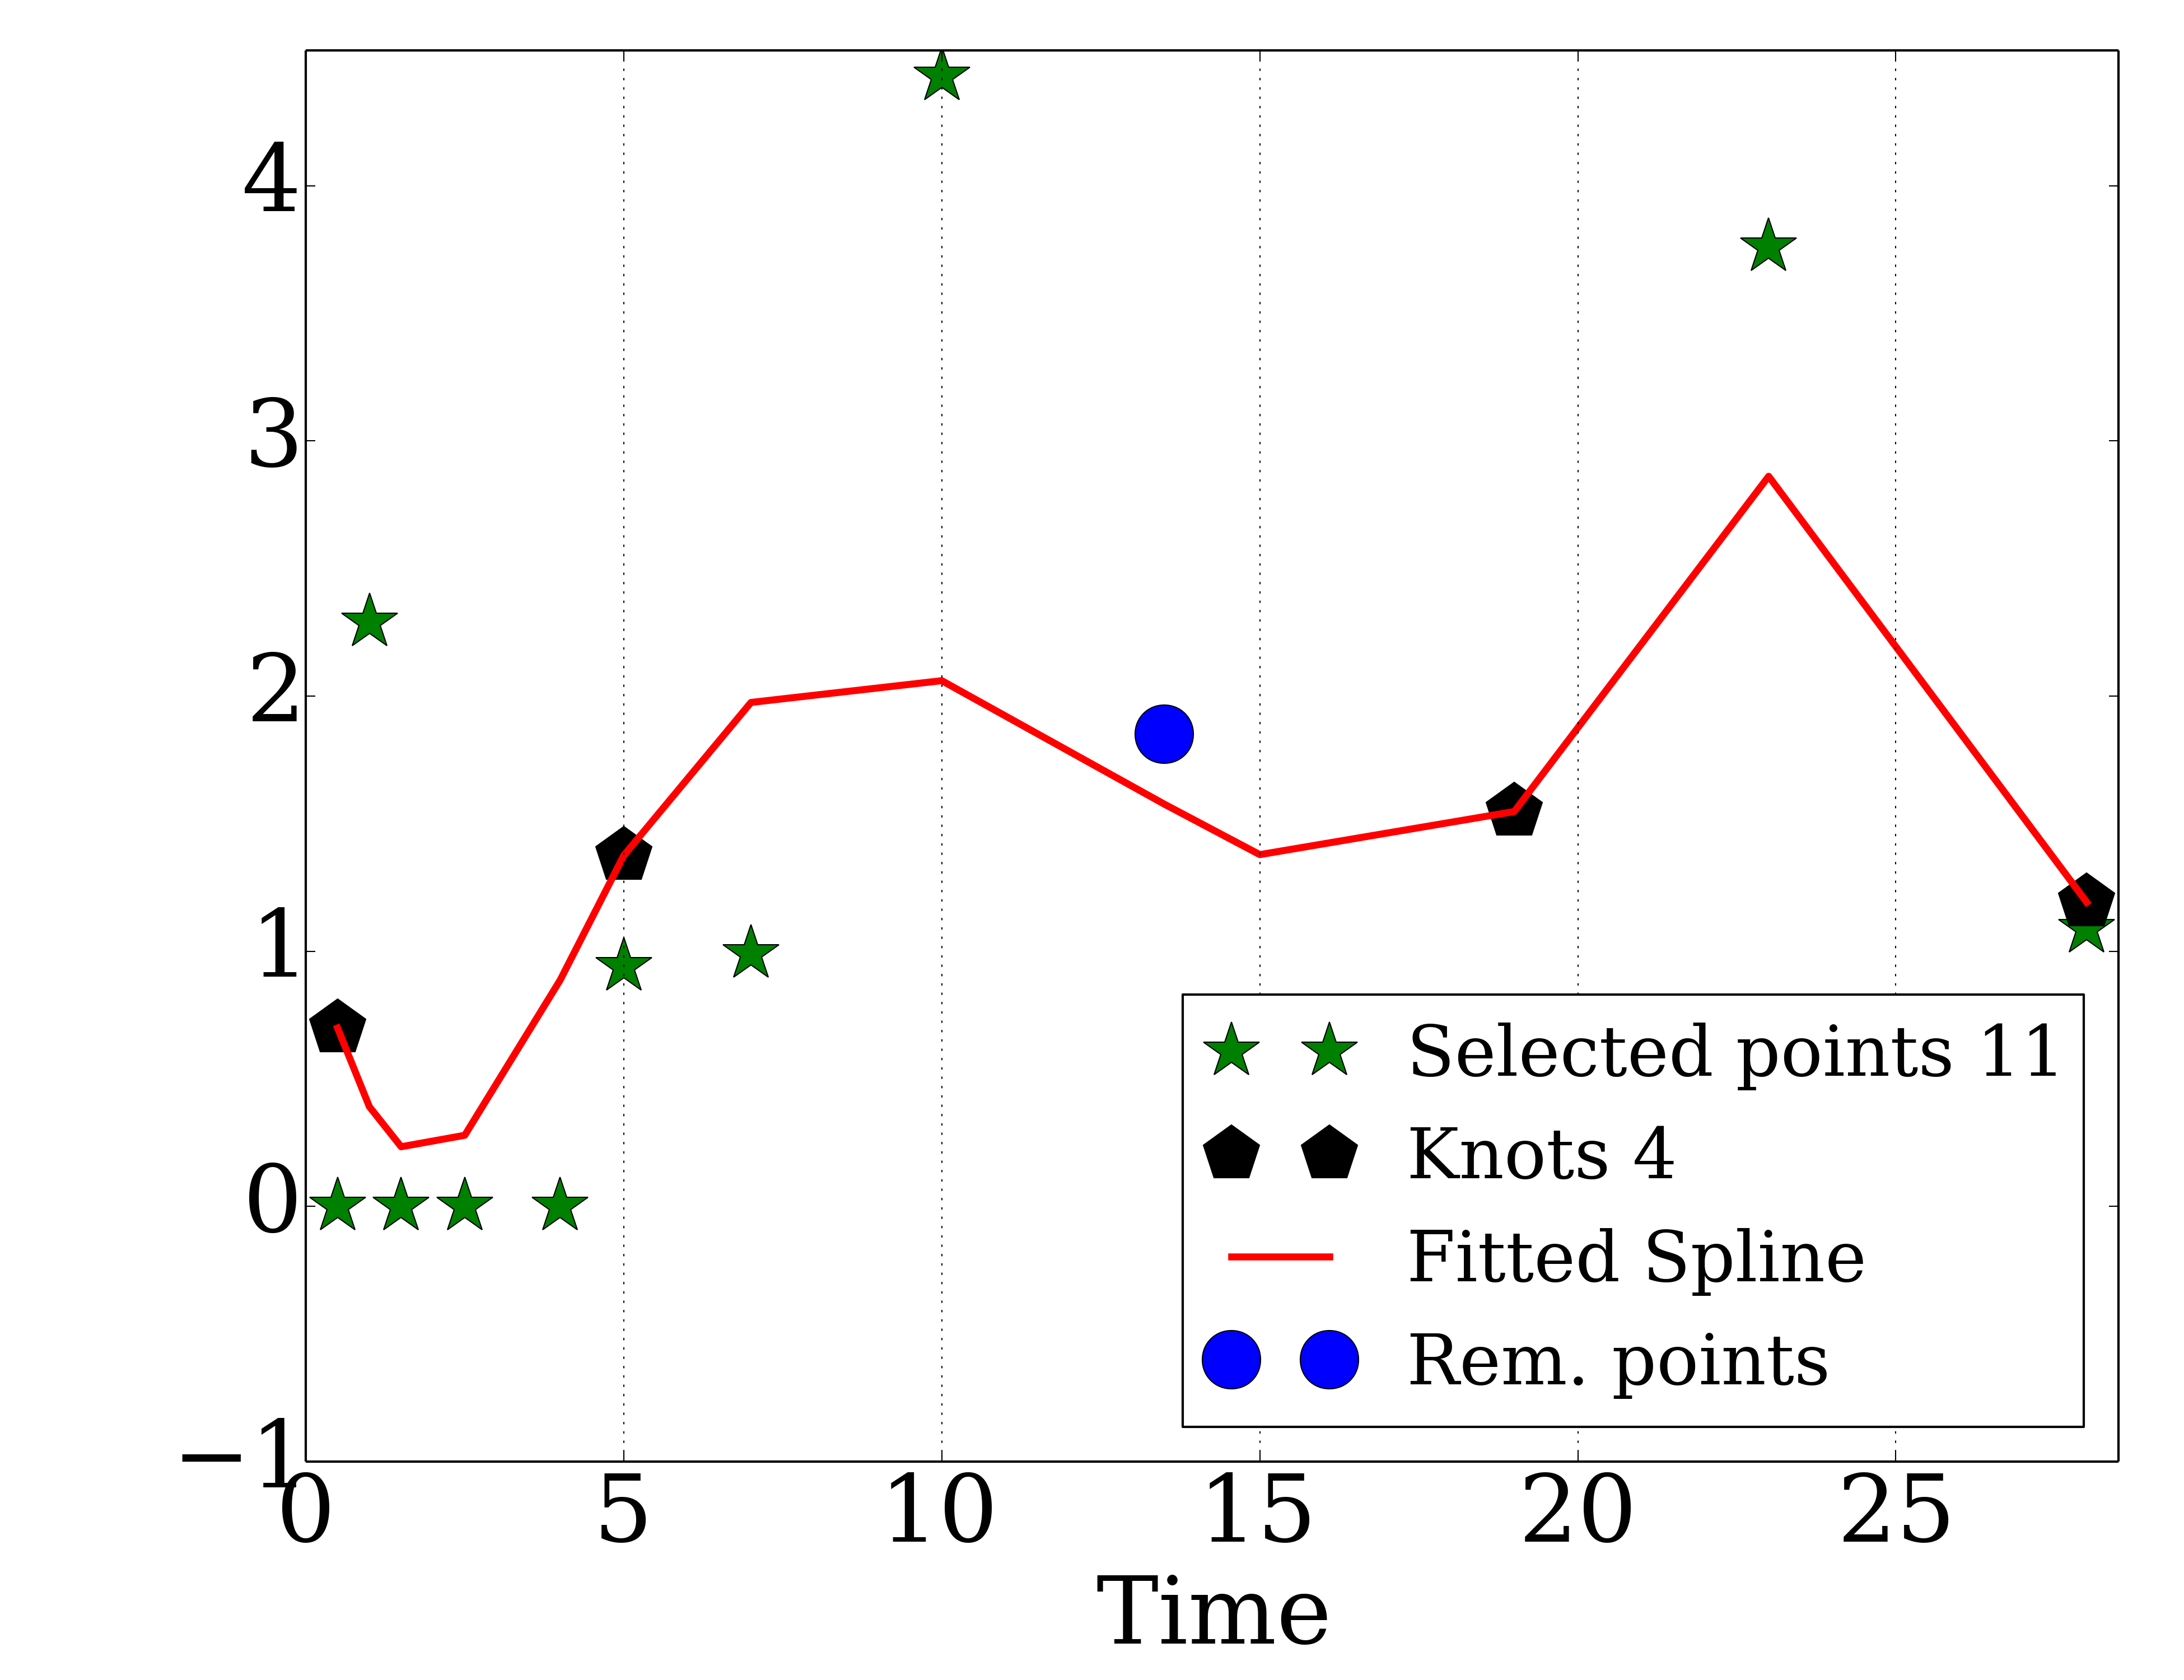 4
3
2
1
0
−1
Selected points 11
Knots 4
Fitted Spline
Rem. points
0 5 10 15 20 25
Time